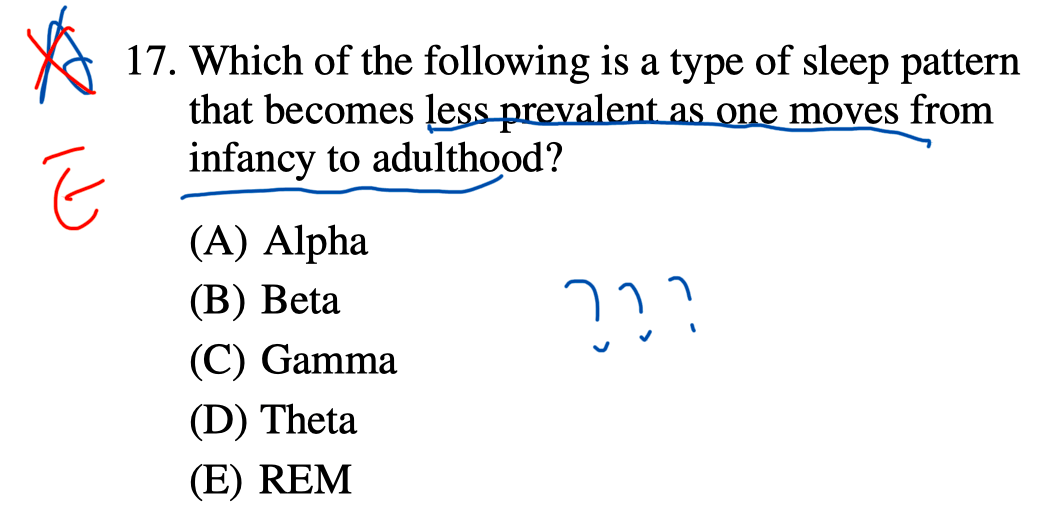 A 17. Which of the following is a type of sleep pattern
that becomes less prevalent as one moves from
E infancy to adulthood?
(A) Alpha
(B) Beta
???
(C) Gamma
(D) Theta
(E) REM